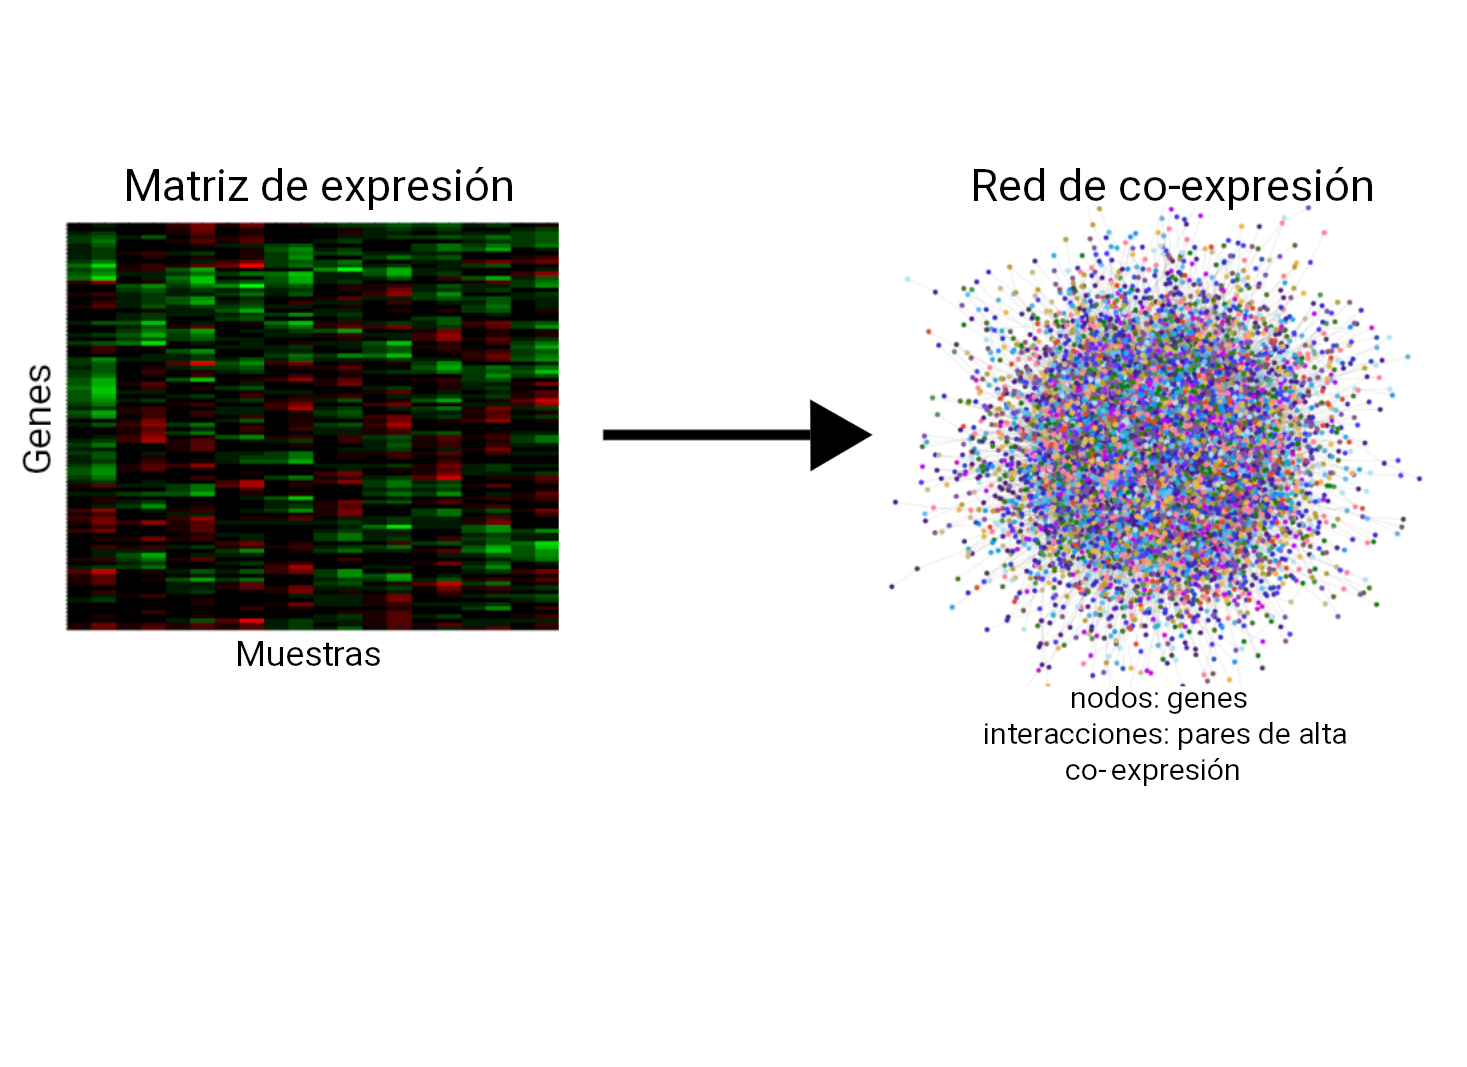 Matriz de expresión
Genes
Muestras
Red de co-expresión
nodos: genes
interacciones: pares de alta
co-expresión